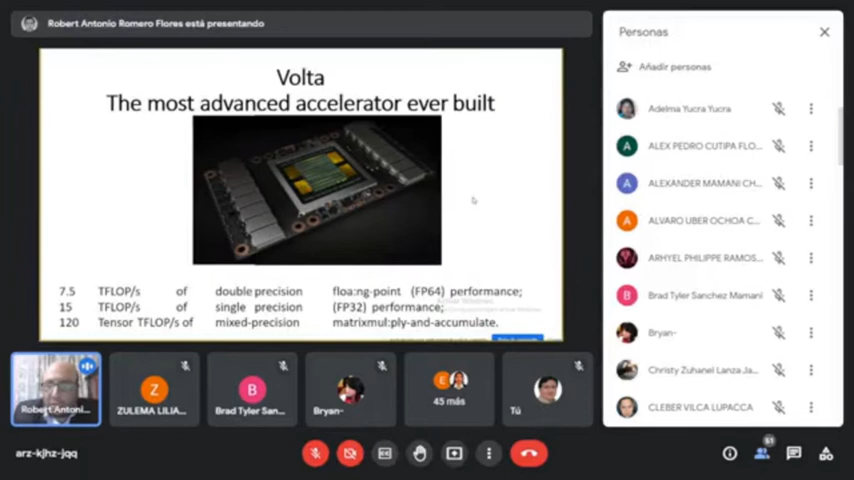 Robert Antonio Romero Flores está presentando
Volta
The most advanced accelerator ever built
7.5 TFLOP/s of double precision floa:ng-point (FP64) performance;
15 TFLOP/s of single precision (FP32) performance;
120 Tensor TFLOP/s of mixed-precision matrixmul:ply-and-accumulate.
Activar Windows
Robert Antoni...
ZULEMA LILIA...
Brad Tyler San...
Bryan-
E
45 más
Tú
Z
B
arz-kjhz-jqq
Personas
Añadir personas
Adelma Yucra Yucra
A
ALEX PEDRO CUTIPA FLO...
A
ALEXANDER MAMANI CH...
A
ALVARO UBER OCHOA C...
ARHYEL PHILIPPE RAMOS...
B
Brad Tyler Sanchez Mamani
Bryan-
Christy Zuhanei Lanza Ja...
CLEBER VILCA LUPACCA
51